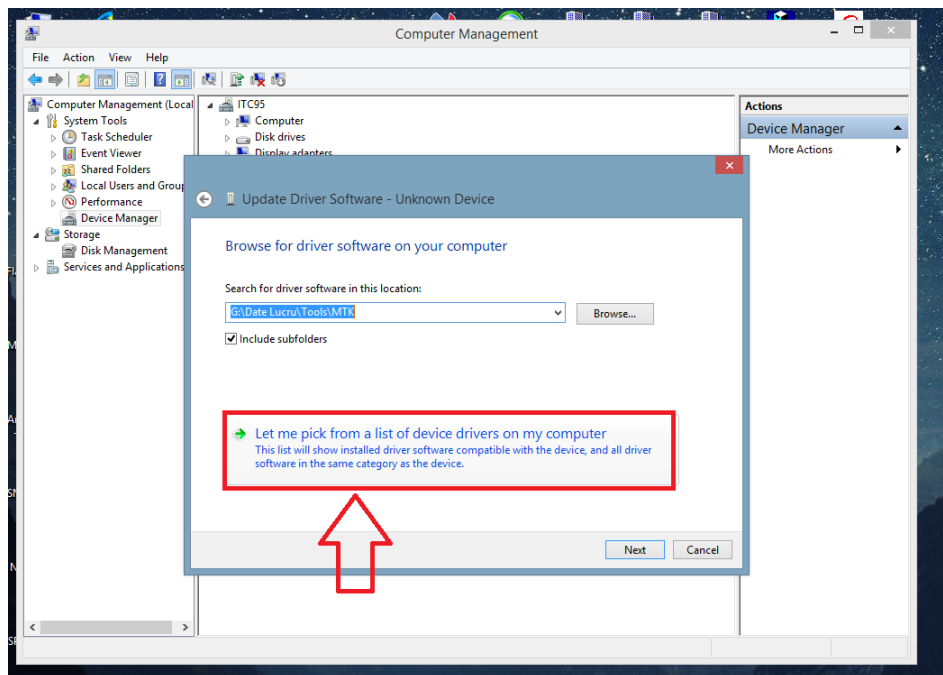 Computer Management
File Action View Help
Computer Management (Local
System Tools
Task Scheduler
Event Viewer
Shared Folders
Local Users and Group
Performance
Device Manager
Storage
Disk Management
Services and Applications
ITC95
Computer
Disk drives
Display adapters
Actions
Device Manager
More Actions
Update Driver Software - Unknown Device
Browse for driver software on your computer
Search for driver software in this location:
G:\Date Lucru\Tools\MTK
Browse...
Include subfolders
Let me pick from a list of device drivers on my computer
This list will show installed driver software compatible with the device, and all driver
software in the same category as the device.
Next Cancel